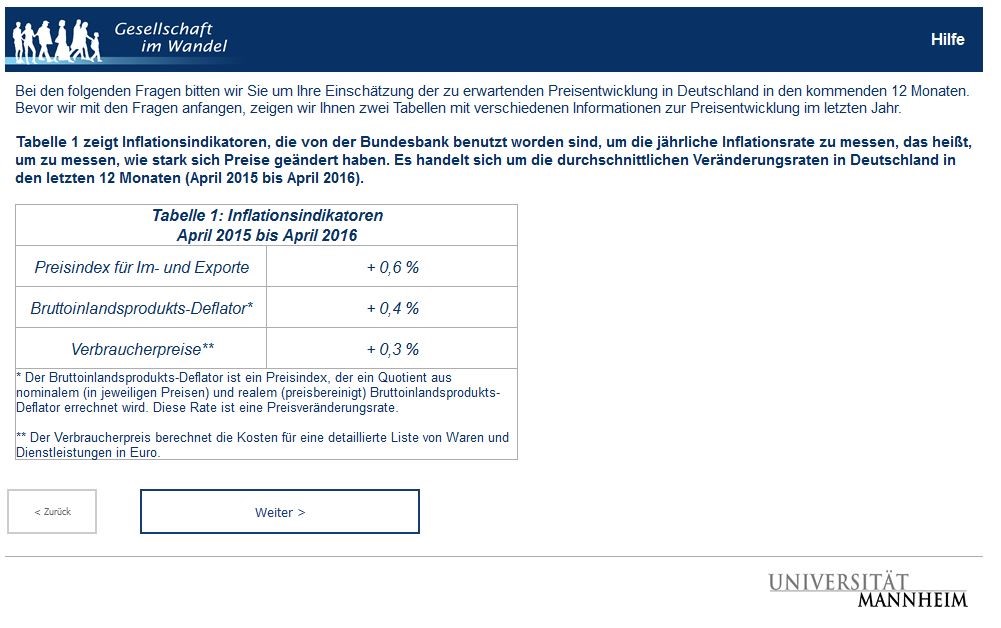 Gesellschaft
im Wandel
Hilfe
Bei den folgenden Fragen bitten wir Sie um Ihre Einschätzung der zu erwartenden Preisentwicklung in Deutschland in den kommenden 12 Monaten.
Bevor wir mit den Fragen anfangen, zeigen wir Ihnen zwei Tabellen mit verschiedenen Informationen zur Preisentwicklung im letzten Jahr.
Tabelle 1 zeigt Inflationsindikatoren, die von der Bundesbank benutzt worden sind, um die jährliche Inflationsrate zu messen, das heißt,
um zu messen, wie stark sich Preise geändert haben. Es handelt sich um die durchschnittlichen Veränderungsraten in Deutschland in
den letzten 12 Monaten (April 2015 bis April 2016).
Tabelle 1: Inflationsindikatoren
April 2015 bis April 2016
Preisindex für Im- und Exporte + 0,6 %
Bruttoinlandsprodukts-Deflator* + 0,4 %
Verbraucherpreise** + 0,3 %
* Der Bruttoinlandsprodukts-Deflator ist ein Preisindex, der ein Quotient aus
nominalem (in jeweiligen Preisen) und realem (preisbereinigt) Bruttoinlandsprodukts-
Deflator errechnet wird. Diese Rate ist eine Preisveränderungsrate.
** Der Verbraucherpreis berechnet die Kosten für eine detaillierte Liste von Waren und
Dienstleistungen in Euro.
< Zurück Weiter >
UNIVERSITÄT
MANNHEIM